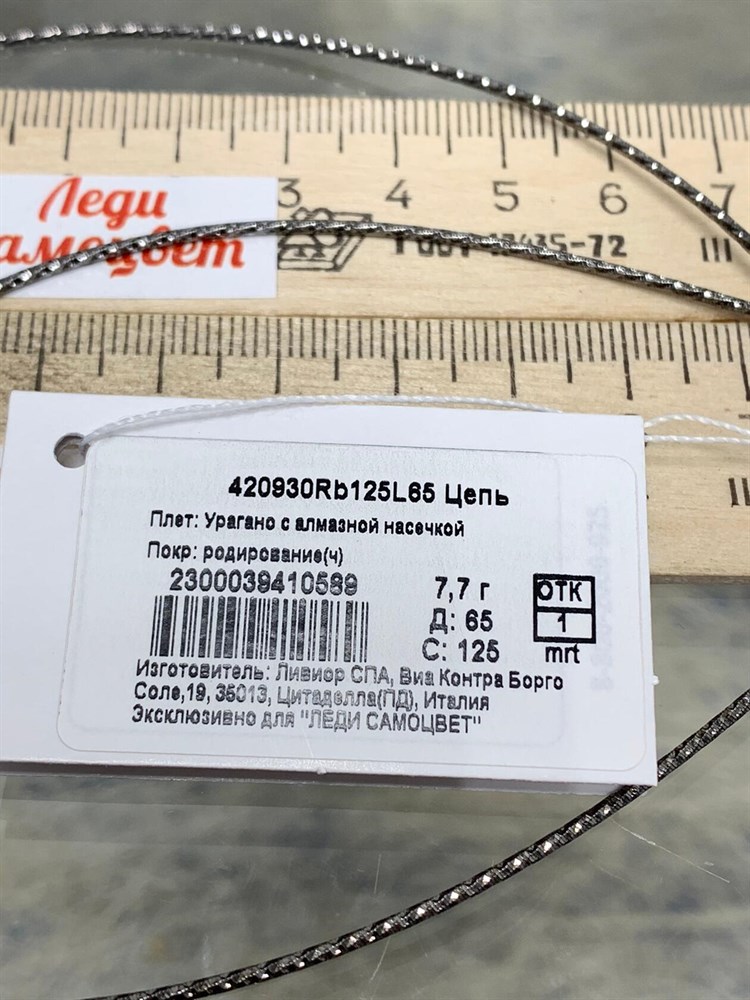 3 4 5 6 7
Леди
Самоцвет
ГОСТ 17435-72
III
420930Rb125L65 Цепь
Плет: Урагано с алмазной насечкой
Покр: родирование(ч)
2300039410589
7,7 г
Д: 65
С: 125
ОТК
1
mrt
Изготовитель: Ливиор СПА, Виа Контра Борго
Соле,19, 35013, Цитаделла(ПД), Италия
Эксклюзивно для "ЛЕДИ САМОЦВЕТ"